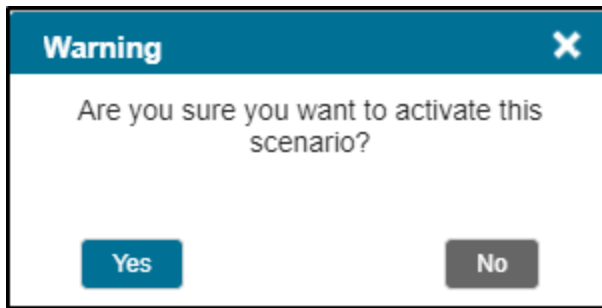 Warning
Are you sure you want to activate this
scenario?
Yes
No